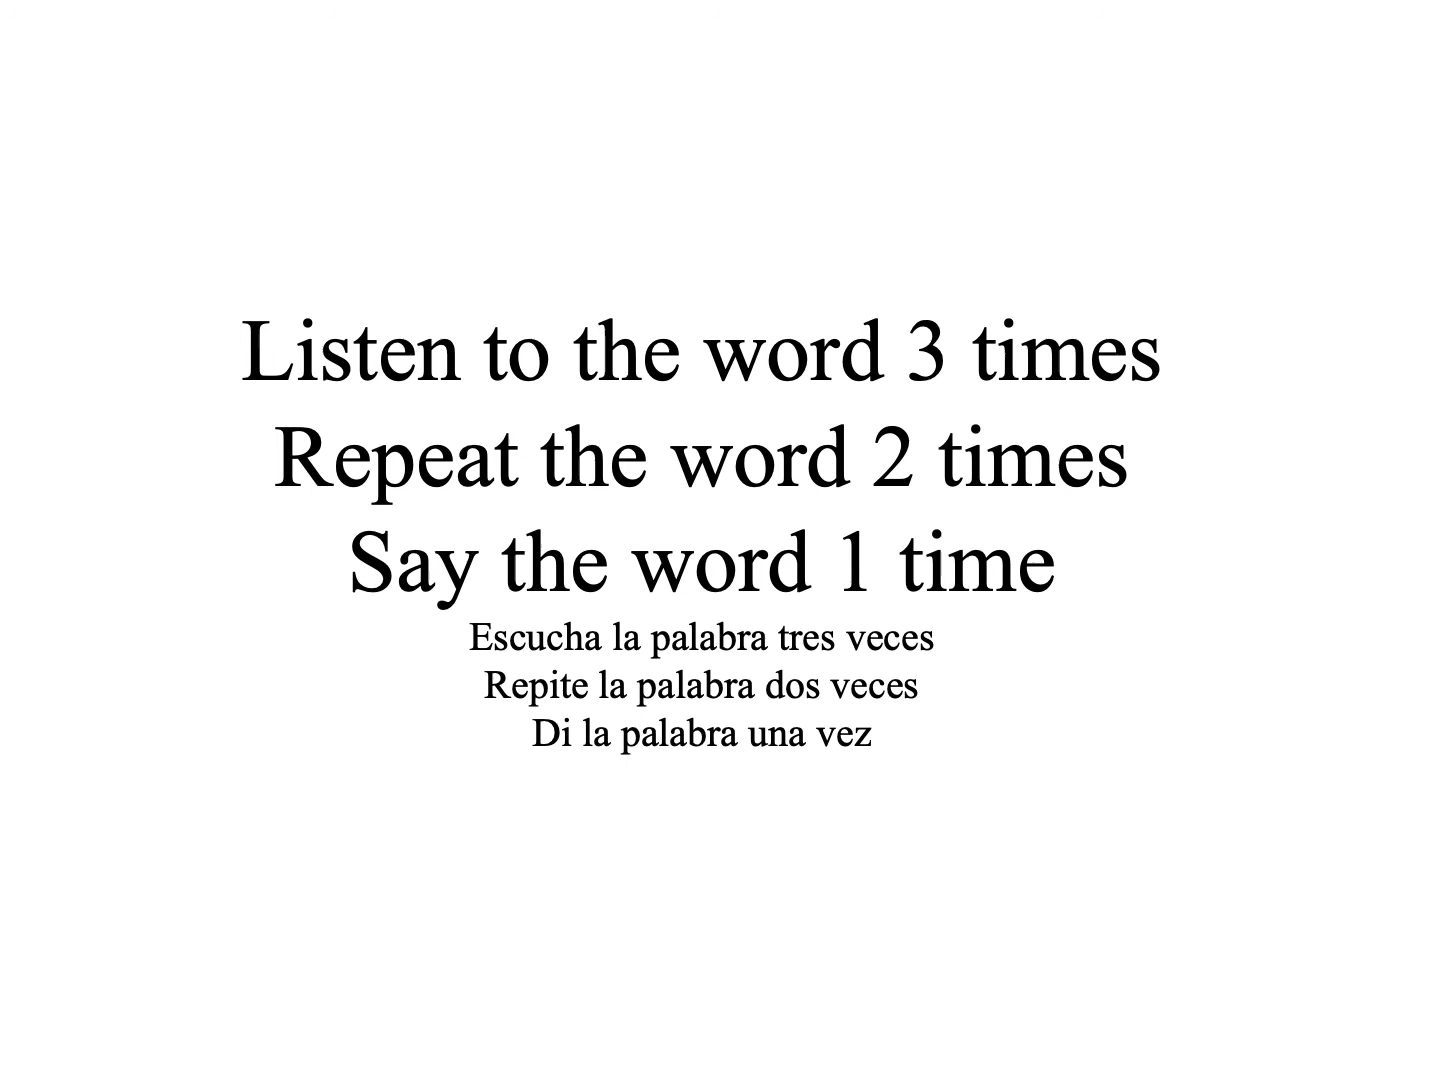 Listen to the word 3 times
Repeat the word 2 times
Say the word 1 time
Escucha la palabra tres veces
Repite la palabra dos veces
Di la palabra una vez